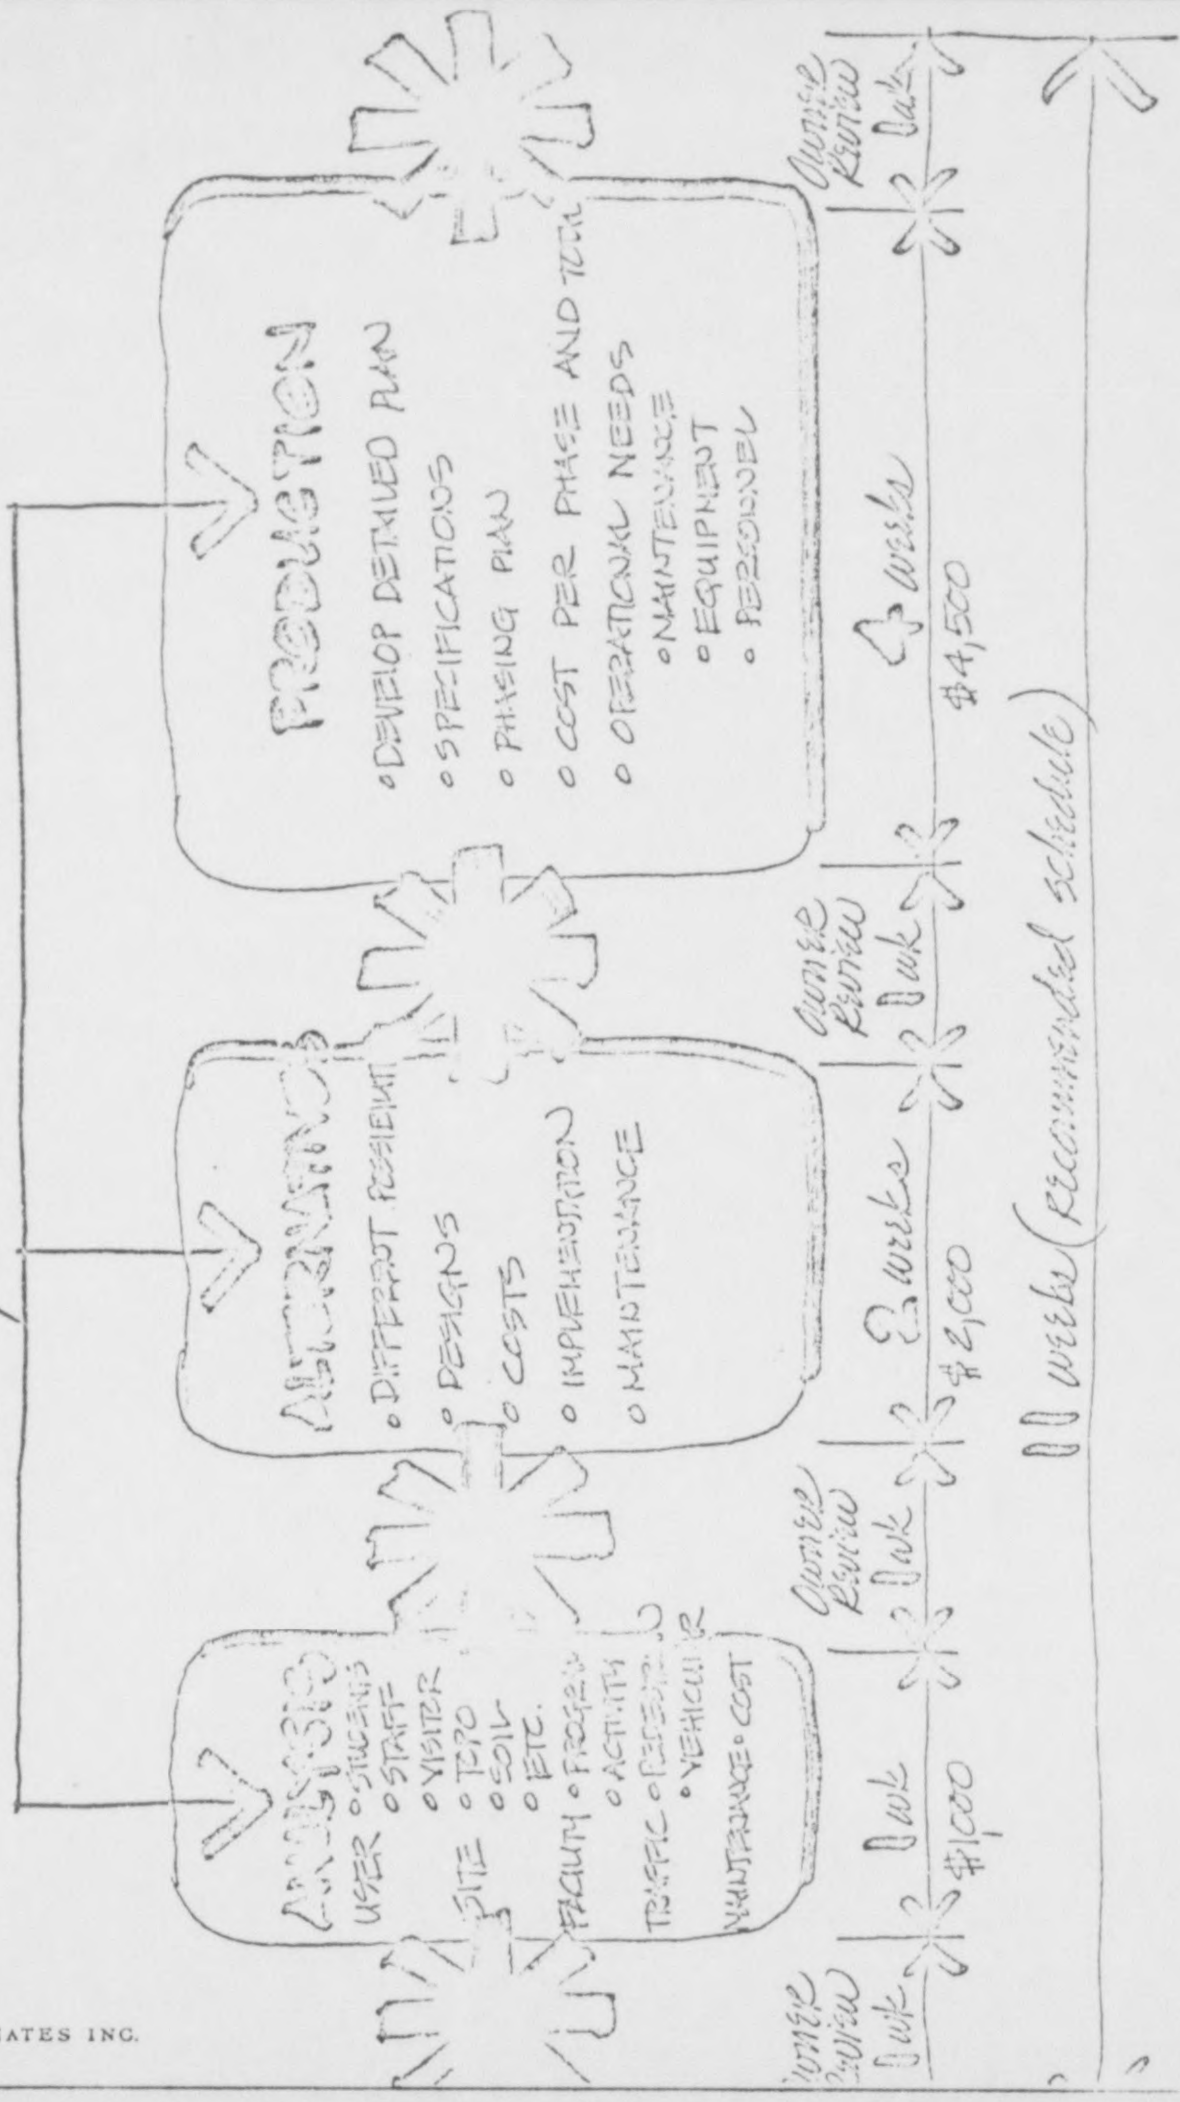 ANALYSIS
USER • STUDENTS
• STAFF
• VISITOR
SITE • TOPO
• SOIL
• ETC.
FACILITY • PROGRAM
• ACTIVITY
TRAFFIC • PEDESTRIAN
• VEHICULAR
MAINTENANCE • COST
ALTERNATIVES
• DIFFERENT
• DESIGNS
• COSTS
• IMPLEMENTATION
• MAINTENANCE
PRODUCTION
• DEVELOP DETAILED PLAN
• SPECIFICATIONS
• PHASING PLAN
• COST PER PHASE AND TOTAL
• OPERATIONAL NEEDS
• MAINTENANCE
• EQUIPMENT
• PERSONNEL
Owner
Review
1 wk.
1 wk
$1,000
Owner
Review
1 wk
2 weeks
$2,000
Owner
Review
1 wk
4 weeks
$4,500
Owner
Review
1 wk
11 weeks (recommended schedule)
IATES INC.